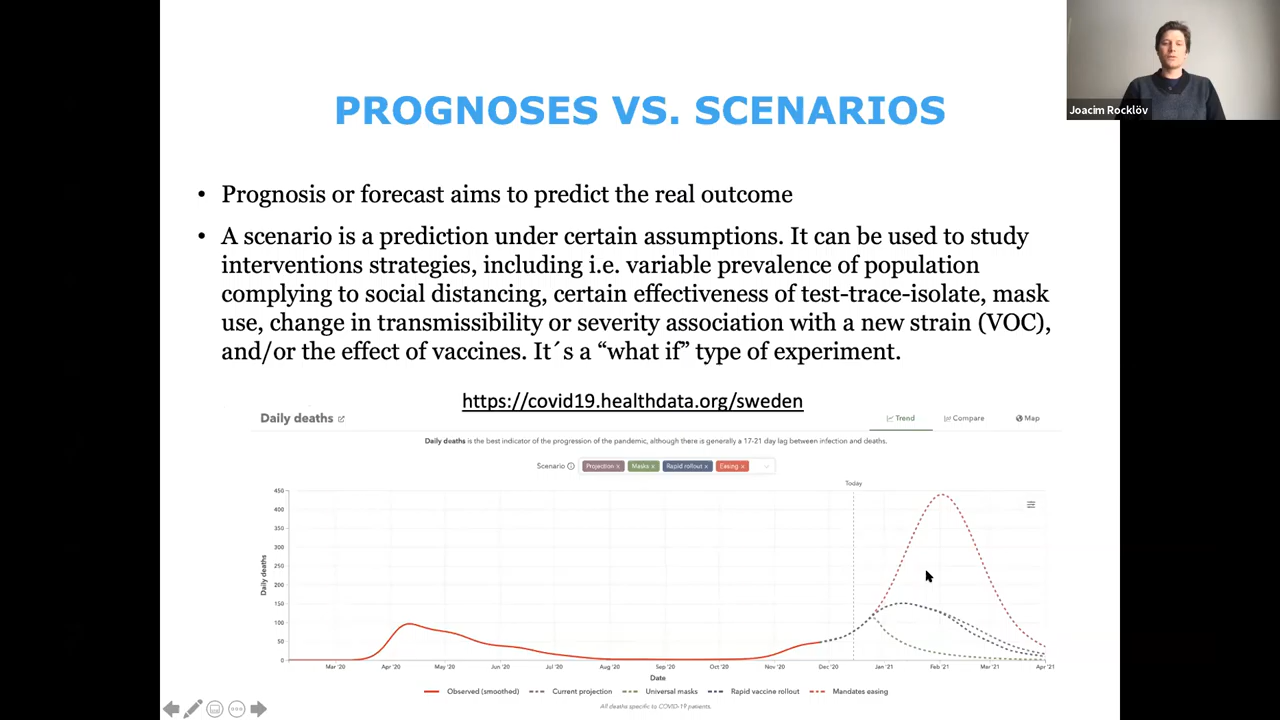 Joacim Rocklöv
PROGNOSES VS. SCENARIOS
• Prognosis or forecast aims to predict the real outcome
• A scenario is a prediction under certain assumptions. It can be used to study
interventions strategies, including i.e. variable prevalence of population
complying to social distancing, certain effectiveness of test-trace-isolate, mask
use, change in transmissibility or severity association with a new strain (VOC),
and/or the effect of vaccines. It´s a “what if” type of experiment.
https://covid19.healthdata.org/sweden
Daily deaths
Trend Compare Map
Daily deaths is the best indicator of the progression of the pandemic, although there is generally a 17-21 day lag between infection and deaths.
Scenario Projection × Masks × Rapid rollout × Easing ×
Today
450
400
350
300
250
200
150
100
50
0
Daily deaths
Mar '20 Apr '20 May '20 Jun '20 Jul '20 Aug '20 Sep '20 Oct '20 Nov '20 Dec '20 Jan '21 Feb '21 Mar '21 Apr '21
Date
Observed (smoothed) Current projection Universal masks Rapid vaccine rollout Mandates easing
All deaths specific to COVID-19 patients.